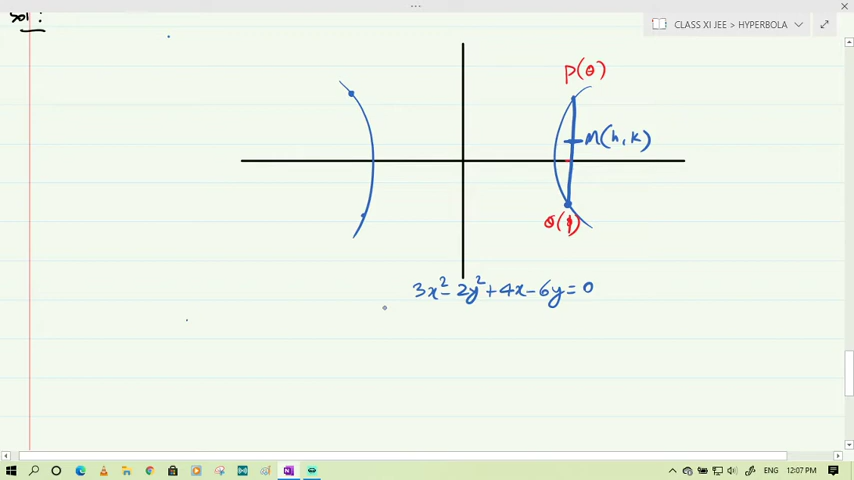 Sol :
CLASS XI JEE > HYPERBOLA
P(θ)
M(h, k)
Q(ϕ)
3x² - 2y² + 4x - 6y = 0
ENG 12:07 PM